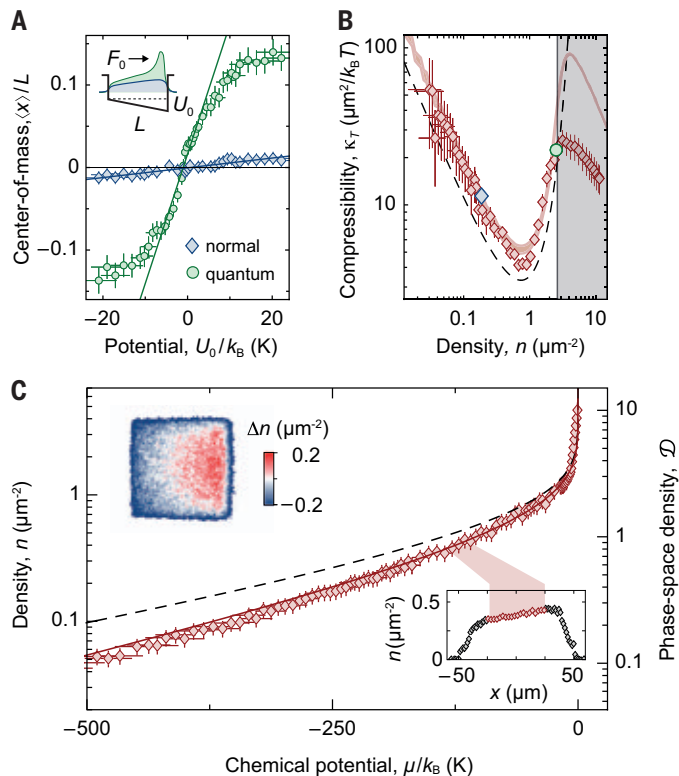 A
F₀
U₀
L
normal
quantum
0.1
0
−0.1
−20
0
20
Center-of-mass, ⟨x⟩/L
Potential, U₀/kB (K)
B
100
10
0.1
1
10
Compressibility, κT (μm²/kB T)
Density, n (μm⁻²)
C
Δn (μm⁻²)
0.2
−0.2
1
0.1
10
1
0.1
Density, n (μm⁻²)
Phase-space density, 𝒟
0.5
0
n (μm⁻²)
−50
0
50
x (μm)
−500
−250
0
Chemical potential, μ/kB (K)